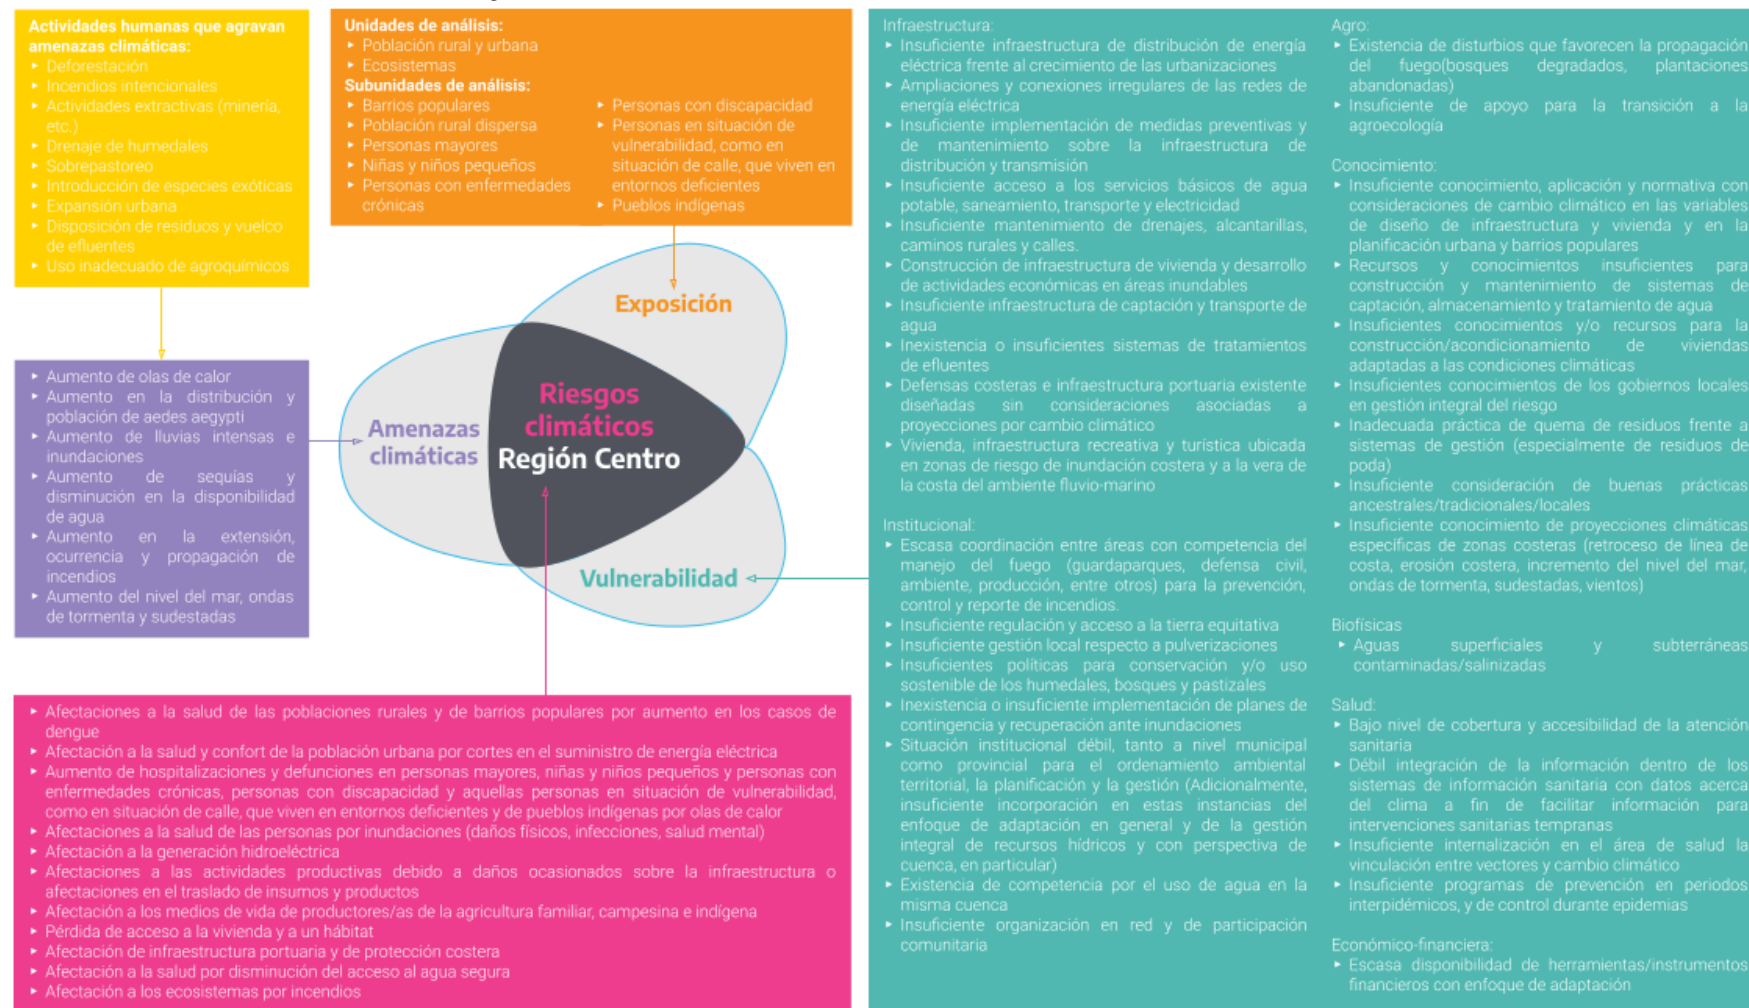 Actividades humanas que agravan
amenazas climáticas:
▸ Deforestación
▸ Incendios intencionales
▸ Actividades extractivas (minería,
etc.)
▸ Drenaje de humedales
▸ Sobrepastoreo
▸ Introducción de especies exóticas
▸ Expansión urbana
▸ Disposición de residuos y vuelco
de efluentes
▸ Uso inadecuado de agroquímicos
Unidades de análisis:
▸ Población rural y urbana
▸ Ecosistemas
Subunidades de análisis:
▸ Barrios populares
▸ Población rural dispersa
▸ Personas mayores
▸ Niñas y niños pequeños
▸ Personas con enfermedades
crónicas
▸ Personas con discapacidad
▸ Personas en situación de
vulnerabilidad, como en
situación de calle, que viven en
entornos deficientes
▸ Pueblos indígenas
▸ Aumento de olas de calor
▸ Aumento en la distribución y
población de aedes aegypti
▸ Aumento de lluvias intensas e
inundaciones
▸ Aumento de sequías y
disminución en la disponibilidad
de agua
▸ Aumento en la extensión,
ocurrencia y propagación de
incendios
▸ Aumento del nivel del mar, ondas
de tormenta y sudestadas
Exposición
Amenazas
climáticas
Riesgos
climáticos
Región Centro
Vulnerabilidad
▸ Afectaciones a la salud de las poblaciones rurales y de barrios populares por aumento en los casos de
dengue
▸ Afectación a la salud y confort de la población urbana por cortes en el suministro de energía eléctrica
▸ Aumento de hospitalizaciones y defunciones en personas mayores, niñas y niños pequeños y personas con
enfermedades crónicas, personas con discapacidad y aquellas personas en situación de vulnerabilidad,
como en situación de calle, que viven en entornos deficientes y de pueblos indígenas por olas de calor
▸ Afectaciones a la salud de las personas por inundaciones (daños físicos, infecciones, salud mental)
▸ Afectación a la generación hidroeléctrica
▸ Afectaciones a las actividades productivas debido a daños ocasionados sobre la infraestructura o
afectaciones en el traslado de insumos y productos
▸ Afectación a los medios de vida de productores/as de la agricultura familiar, campesina e indígena
▸ Pérdida de acceso a la vivienda y a un hábitat
▸ Afectación de infraestructura portuaria y de protección costera
▸ Afectación a la salud por disminución del acceso al agua segura
▸ Afectación a los ecosistemas por incendios
Infraestructura:
▸ Insuficiente infraestructura de distribución de energía
eléctrica frente al crecimiento de las urbanizaciones
▸ Ampliaciones y conexiones irregulares de las redes de
energía eléctrica
▸ Insuficiente implementación de medidas preventivas y
de mantenimiento sobre la infraestructura de
distribución y transmisión
▸ Insuficiente acceso a los servicios básicos de agua
potable, saneamiento, transporte y electricidad
▸ Insuficiente mantenimiento de drenajes, alcantarillas,
caminos rurales y calles.
▸ Construcción de infraestructura de vivienda y desarrollo
de actividades económicas en áreas inundables
▸ Insuficiente infraestructura de captación y transporte de
agua
▸ Inexistencia o insuficientes sistemas de tratamientos
de efluentes
▸ Defensas costeras e infraestructura portuaria existente
diseñadas sin consideraciones asociadas a
proyecciones por cambio climático
▸ Vivienda, infraestructura recreativa y turística ubicada
en zonas de riesgo de inundación costera y a la vera de
la costa del ambiente fluvio-marino
Institucional:
▸ Escasa coordinación entre áreas con competencia del
manejo del fuego (guardaparques, defensa civil,
ambiente, producción, entre otros) para la prevención,
control y reporte de incendios.
▸ Insuficiente regulación y acceso a la tierra equitativa
▸ Insuficiente gestión local respecto a pulverizaciones
▸ Insuficientes políticas para conservación y/o uso
sostenible de los humedales, bosques y pastizales
▸ Inexistencia o insuficiente implementación de planes de
contingencia y recuperación ante inundaciones
▸ Situación institucional débil, tanto a nivel municipal
como provincial para el ordenamiento ambiental
territorial, la planificación y la gestión (Adicionalmente,
insuficiente incorporación en estas instancias del
enfoque de adaptación en general y de la gestión
integral de recursos hídricos y con perspectiva de
cuenca, en particular)
▸ Existencia de competencia por el uso de agua en la
misma cuenca
▸ Insuficiente organización en red y de participación
comunitaria
Agro:
▸ Existencia de disturbios que favorecen la propagación
del fuego(bosques degradados, plantaciones
abandonadas)
▸ Insuficiente de apoyo para la transición a la
agroecología
Conocimiento:
▸ Insuficiente conocimiento, aplicación y normativa con
consideraciones de cambio climático en las variables
de diseño de infraestructura y vivienda y en la
planificación urbana y barrios populares
▸ Recursos y conocimientos insuficientes para
construcción y mantenimiento de sistemas de
captación, almacenamiento y tratamiento de agua
▸ Insuficientes conocimientos y/o recursos para la
construcción/acondicionamiento de viviendas
adaptadas a las condiciones climáticas
▸ Insuficientes conocimientos de los gobiernos locales
en gestión integral del riesgo
▸ Inadecuada práctica de quema de residuos frente a
sistemas de gestión (especialmente de residuos de
poda)
▸ Insuficiente consideración de buenas prácticas
ancestrales/tradicionales/locales
▸ Insuficiente conocimiento de proyecciones climáticas
específicas de zonas costeras (retroceso de línea de
costa, erosión costera, incremento del nivel del mar,
ondas de tormenta, sudestadas, vientos)
Biofísicas
▸ Aguas superficiales y subterráneas
contaminadas/salinizadas
Salud:
▸ Bajo nivel de cobertura y accesibilidad de la atención
sanitaria
▸ Débil integración de la información dentro de los
sistemas de información sanitaria con datos acerca
del clima a fin de facilitar información para
intervenciones sanitarias tempranas
▸ Insuficiente internalización en el área de salud la
vinculación entre vectores y cambio climático
▸ Insuficiente programas de prevención en periodos
interpidémicos, y de control durante epidemias
Económico-financiera:
▸ Escasa disponibilidad de herramientas/instrumentos
financieros con enfoque de adaptación